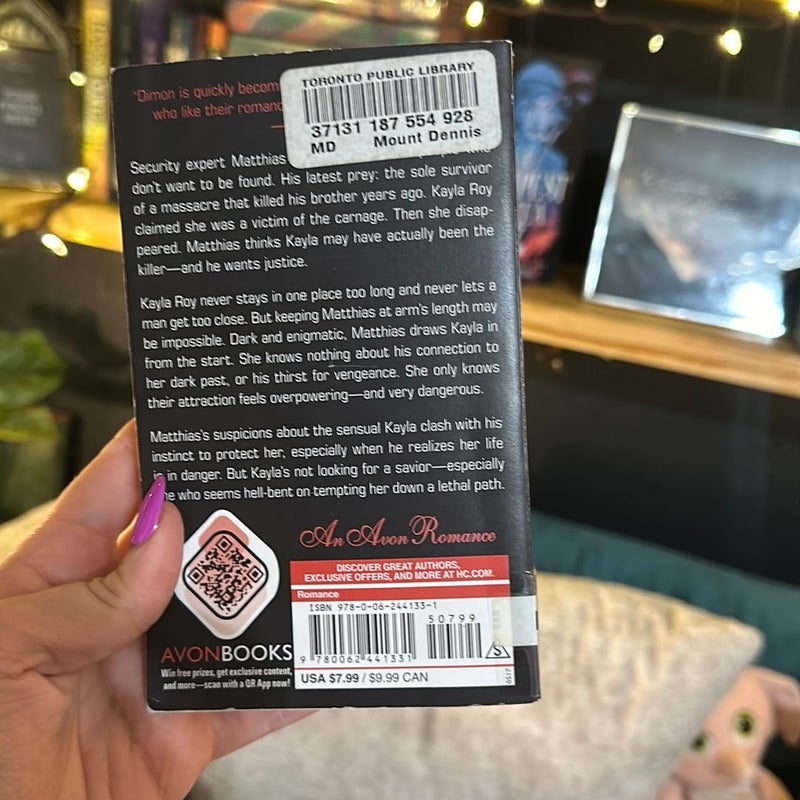 "Dimon is quickly becom
who like their romanc
TORONTO PUBLIC LIBRARY
37131 187 554 928
MD Mount Dennis
Security expert Matthias
don't want to be found. His latest prey: the sole survivor
of a massacre that killed his brother years ago. Kayla Roy
claimed she was a victim of the carnage. Then she disap-
peared. Matthias thinks Kayla may have actually been the
killer—and he wants justice.
Kayla Roy never stays in one place too long and never lets a
man get too close. But keeping Matthias at arm's length may
be impossible. Dark and enigmatic, Matthias draws Kayla in
from the start. She knows nothing about his connection to
her dark past, or his thirst for vengeance. She only knows
their attraction feels overpowering—and very dangerous.
Matthias's suspicions about the sensual Kayla clash with his
instinct to protect her, especially when he realizes her life
is in danger. But Kayla's not looking for a savior—especially
who seems hell-bent on tempting her down a lethal path.
An Avon Romance
DISCOVER GREAT AUTHORS,
EXCLUSIVE OFFERS, AND MORE AT HC.COM.
Romance
ISBN 978-0-06-244133-1
50799
9 780062 441331
S
USA $7.99 / $9.99 CAN
0517
AVONBOOKS
Win free prizes, get exclusive content,
and more—scan with a QR App now!